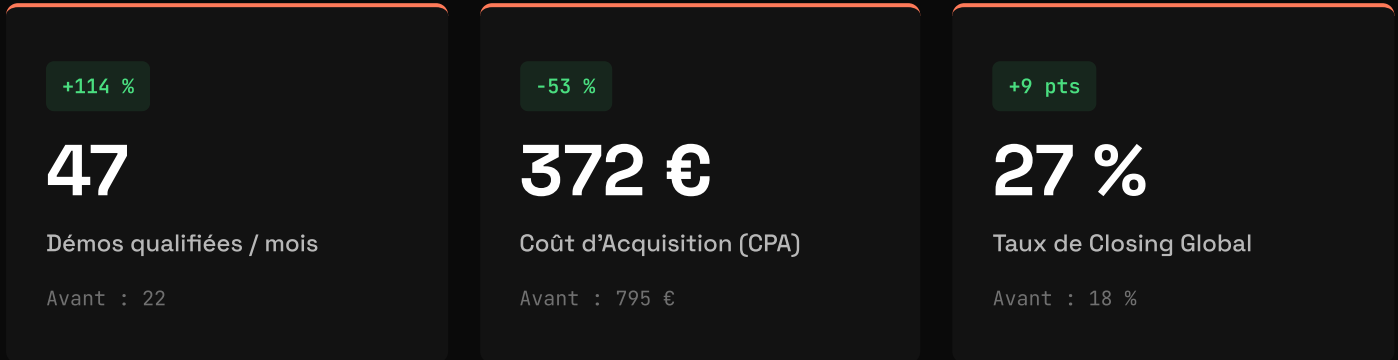 +114 %
47
Démos qualifiées / mois
Avant : 22
-53 %
372 €
Coût d’Acquisition (CPA)
Avant : 795 €
+9 pts
27 %
Taux de Closing Global
Avant : 18 %